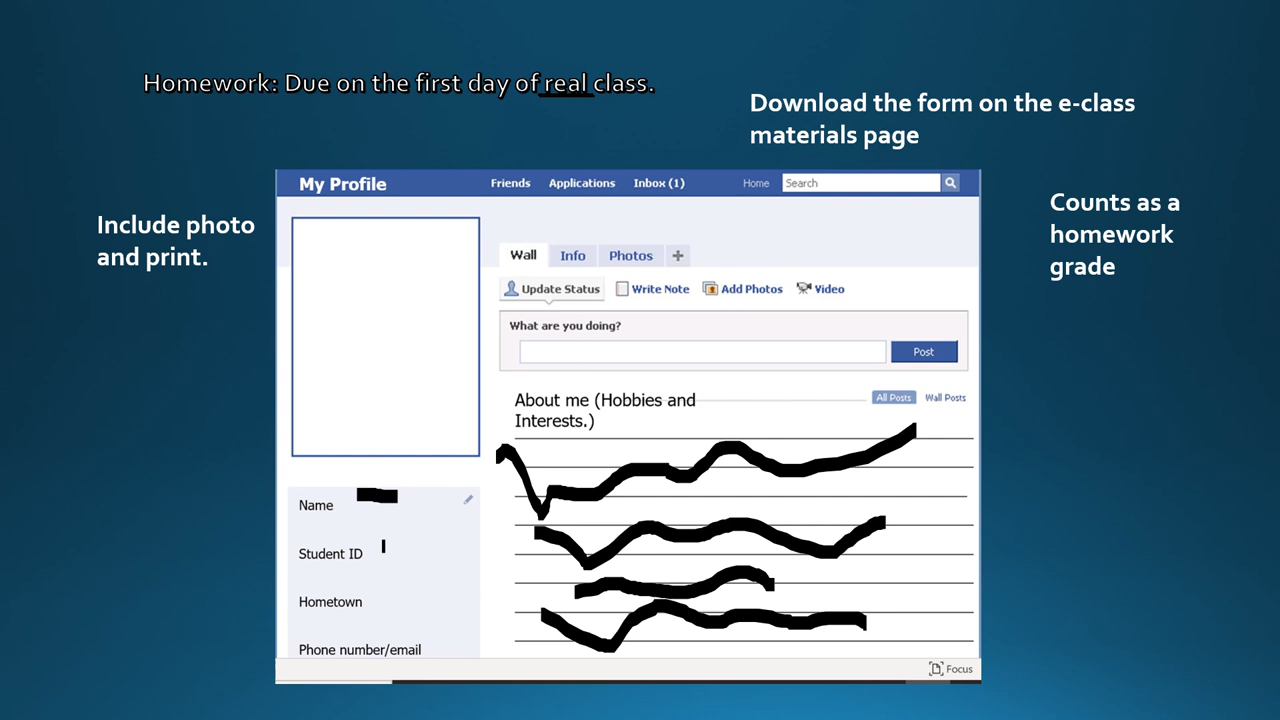 Homework: Due on the first day of real class.
Download the form on the e-class
materials page
Include photo
and print.
Counts as a
homework
grade
My Profile
Friends Applications Inbox (1) Home Search
Wall Info Photos +
Update Status Write Note Add Photos Video
What are you doing?
Post
About me (Hobbies and
Interests.)
All Posts Wall Posts
Name
Student ID
Hometown
Phone number/email
Focus